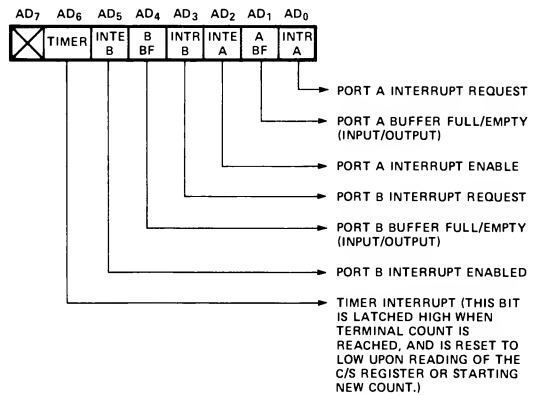 AD7 AD6 AD5 AD4 AD3 AD2 AD1 AD0
TIMER INTE B B BF INTR B INTE A A BF INTR A
PORT A INTERRUPT REQUEST
PORT A BUFFER FULL/EMPTY
(INPUT/OUTPUT)
PORT A INTERRUPT ENABLE
PORT B INTERRUPT REQUEST
PORT B BUFFER FULL/EMPTY
(INPUT/OUTPUT)
PORT B INTERRUPT ENABLED
TIMER INTERRUPT (THIS BIT
IS LATCHED HIGH WHEN
TERMINAL COUNT IS
REACHED, AND IS RESET TO
LOW UPON READING OF THE
C/S REGISTER OR STARTING
NEW COUNT.)